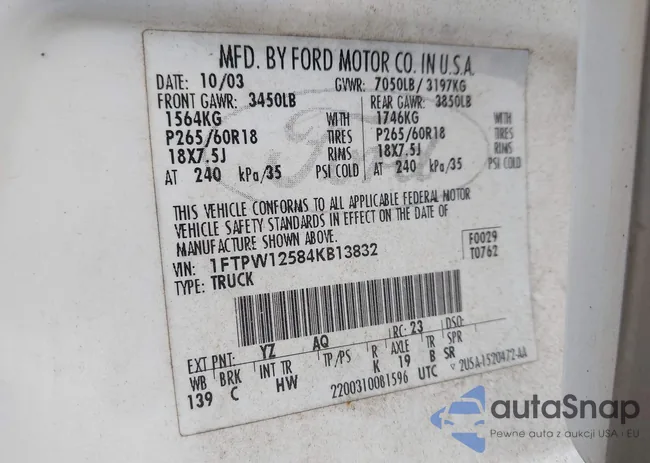 MFD. BY FORD MOTOR CO. IN U.S.A.
DATE: 10/03 GVWR: 7050LB / 3197KG
FRONT GAWR: 3450LB REAR GAWR: 3850LB
1564KG WITH 1746KG WITH
P265/60R18 TIRES P265/60R18 TIRES
18X7.5J RIMS 18X7.5J RIMS
AT 240 kPa/35 PSI COLD AT 240 kPa/35 PSI COLD
THIS VEHICLE CONFORMS TO ALL APPLICABLE FEDERAL MOTOR
VEHICLE SAFETY STANDARDS IN EFFECT ON THE DATE OF
MANUFACTURE SHOWN ABOVE.
VIN: 1FTPW12584KB13832 F0029
TYPE: TRUCK T0762
EXT PNT: YZ AQ RC: 23 DSO:
WB BRK INT TR TP/PS R AXLE TR SPR
139 C HW K 19 B SR
2200310081596 UTC 2U5A-1520472-AA
Ford
autaSnap
Pewne auta z aukcji USA i EU